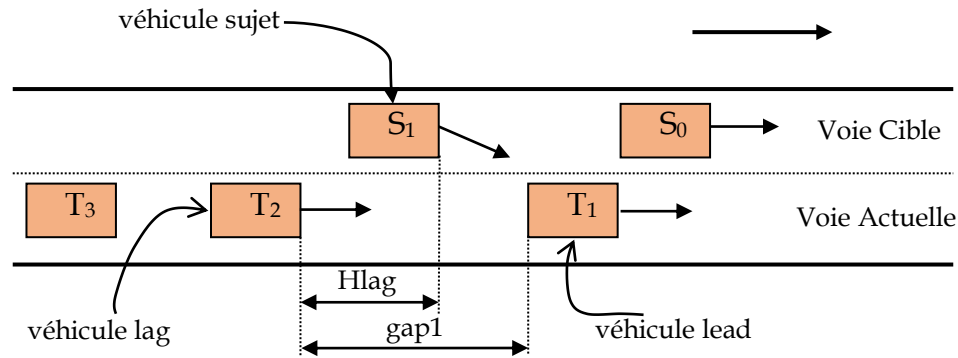 véhicule sujet
S₁
S₀
Voie Cible
T₃
T₂
T₁
Voie Actuelle
Hlag
gap1
véhicule lag
véhicule lead